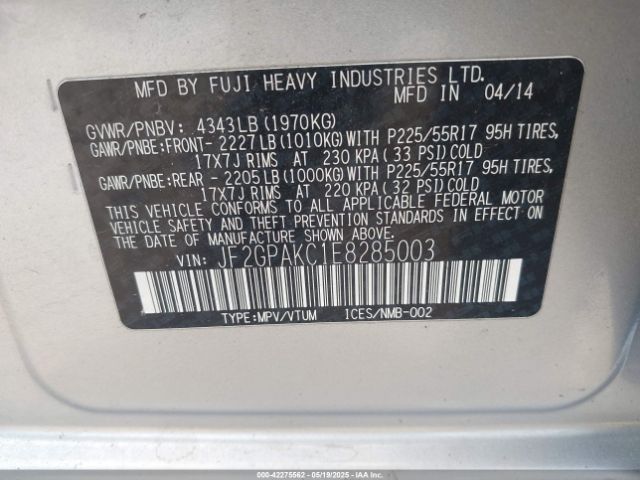 MFD BY FUJI HEAVY INDUSTRIES LTD.
MFD IN 04/14
GVWR/PNBV: 4343LB(1970KG)
GAWR/PNBE:FRONT- 2227LB(1010KG)WITH P225/55R17 95H TIRES,
17X7J RIMS AT 230 KPA(33 PSI)COLD
GAWR/PNBE:REAR - 2205LB(1000KG)WITH P225/55R17 95H TIRES,
17X7J RIMS AT 220 KPA(32 PSI)COLD
THIS VEHICLE CONFORMS TO ALL APPLICABLE FEDERAL MOTOR
VEHICLE SAFETY AND THEFT PREVENTION STANDARDS IN EFFECT ON
THE DATE OF MANUFACTURE SHOWN ABOVE.
VIN: JF2GPAKC1E8285003
TYPE:MPV/VTUM ICES/NMB-002
000-42275562 - 05/19/2025 - IAA Inc.